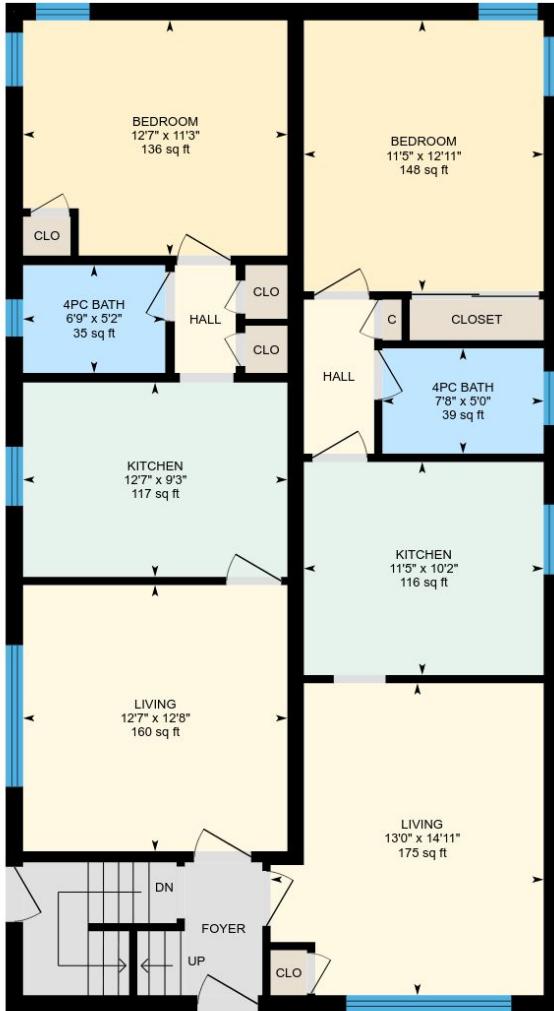 BEDROOM
12'7" x 11'3"
136 sq ft
BEDROOM
11'5" x 12'11"
148 sq ft
CLO
4PC BATH
6'9" x 5'2"
35 sq ft
HALL
CLO
CLO
C
CLOSET
HALL
4PC BATH
7'8" x 5'0"
39 sq ft
KITCHEN
12'7" x 9'3"
117 sq ft
KITCHEN
11'5" x 10'2"
116 sq ft
LIVING
12'7" x 12'8"
160 sq ft
LIVING
13'0" x 14'11"
175 sq ft
DN
FOYER
UP
CLO